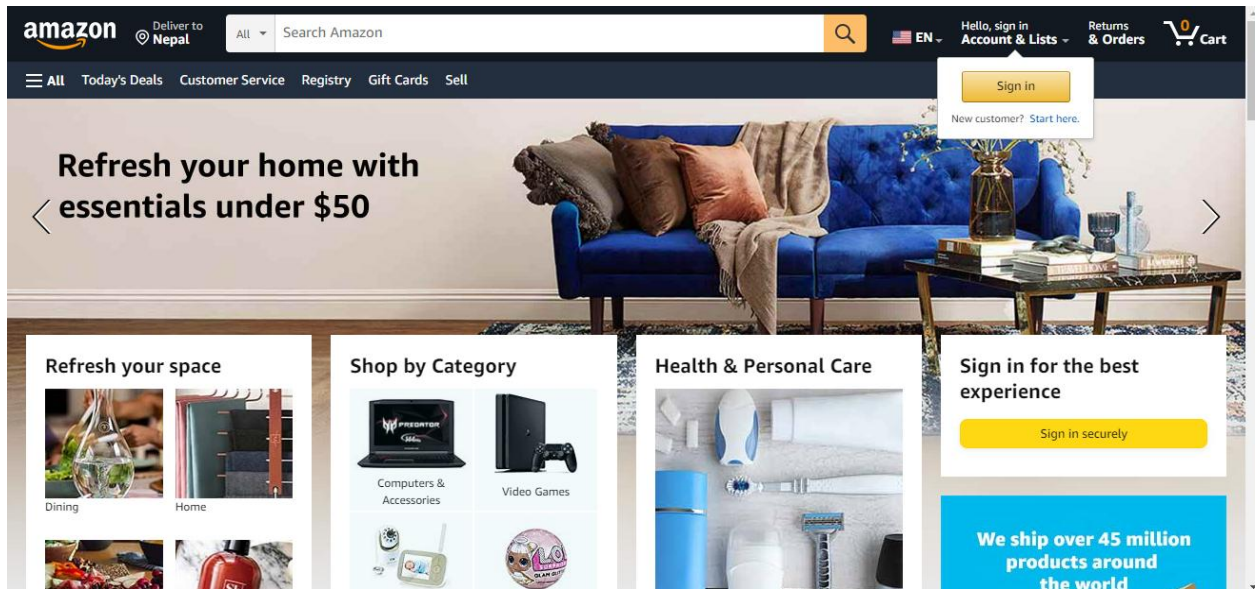 amazon
Deliver to
Nepal
All
Search Amazon
EN
Hello, sign in
Account & Lists
Returns
& Orders
0
Cart
All
Today's Deals
Customer Service
Registry
Gift Cards
Sell
Sign in
New customer? Start here.
Refresh your home with
essentials under $50
Refresh your space
Dining
Home
Shop by Category
PREDATOR
Computers &
Accessories
Video Games
L.O.L
GLAM GLITTER
Health & Personal Care
Sign in for the best
experience
Sign in securely
We ship over 45 million
products around
the world